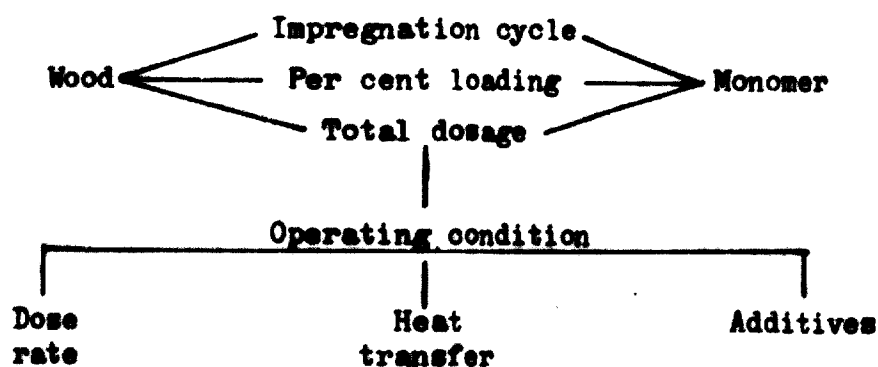 Impregnation cycle
Wood Per cent loading Monomer
Total dosage
Operating condition
Dose Heat Additives
rate transfer